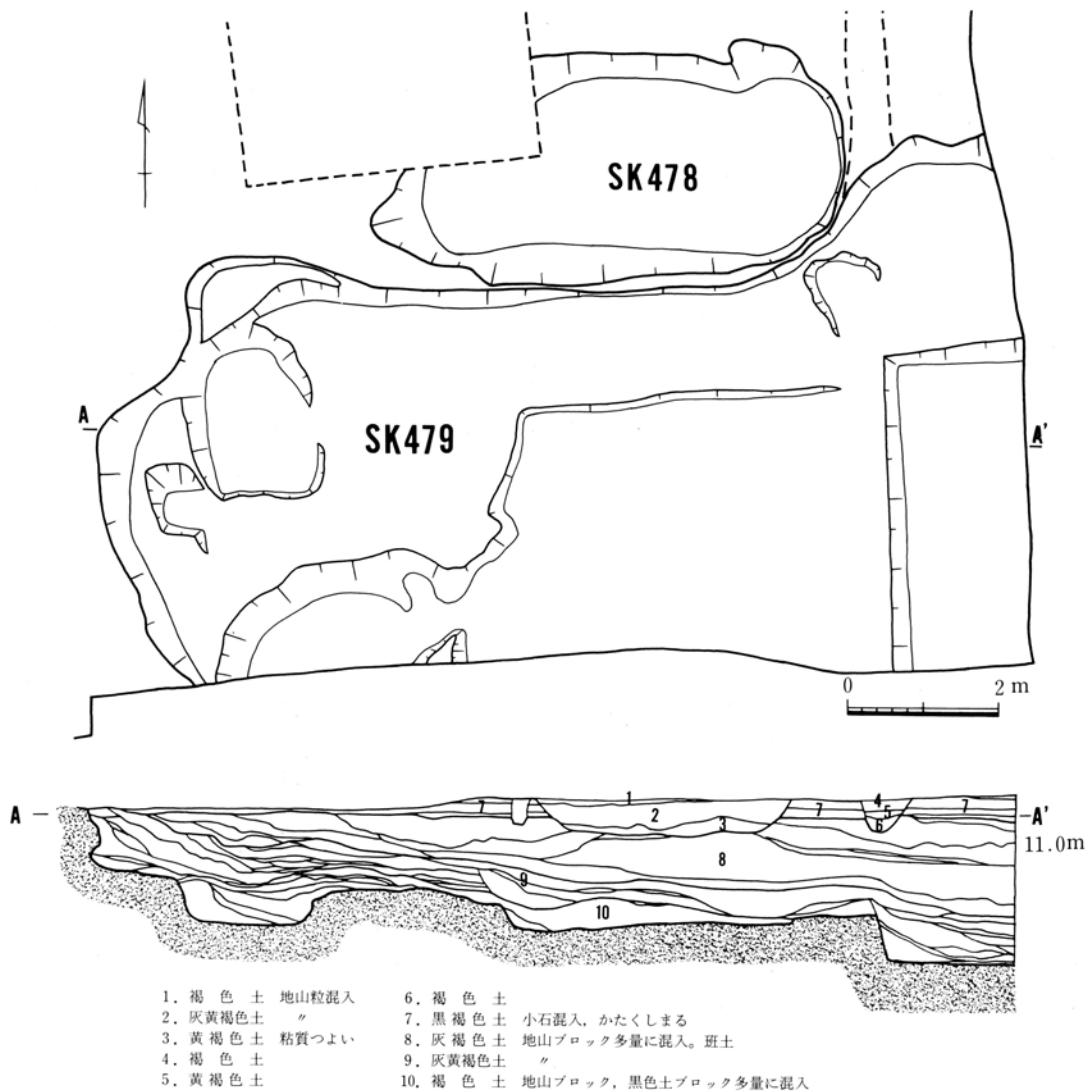 SK478
A
SK479
A'
0 2 m
A
1
4
7
2
7
5
7
3
6
A'
11.0m
8
9
10
1. 褐色土 地山粒混入
2. 灰黄褐色土 〃
3. 黄褐色土 粘質つよい
4. 褐色土
5. 黄褐色土
6. 褐色土
7. 黒褐色土 小石混入，かたくしまる
8. 灰褐色土 地山ブロック多量に混入。斑土
9. 灰黄褐色土 〃
10. 褐色土 地山ブロック，黒色土ブロック多量に混入